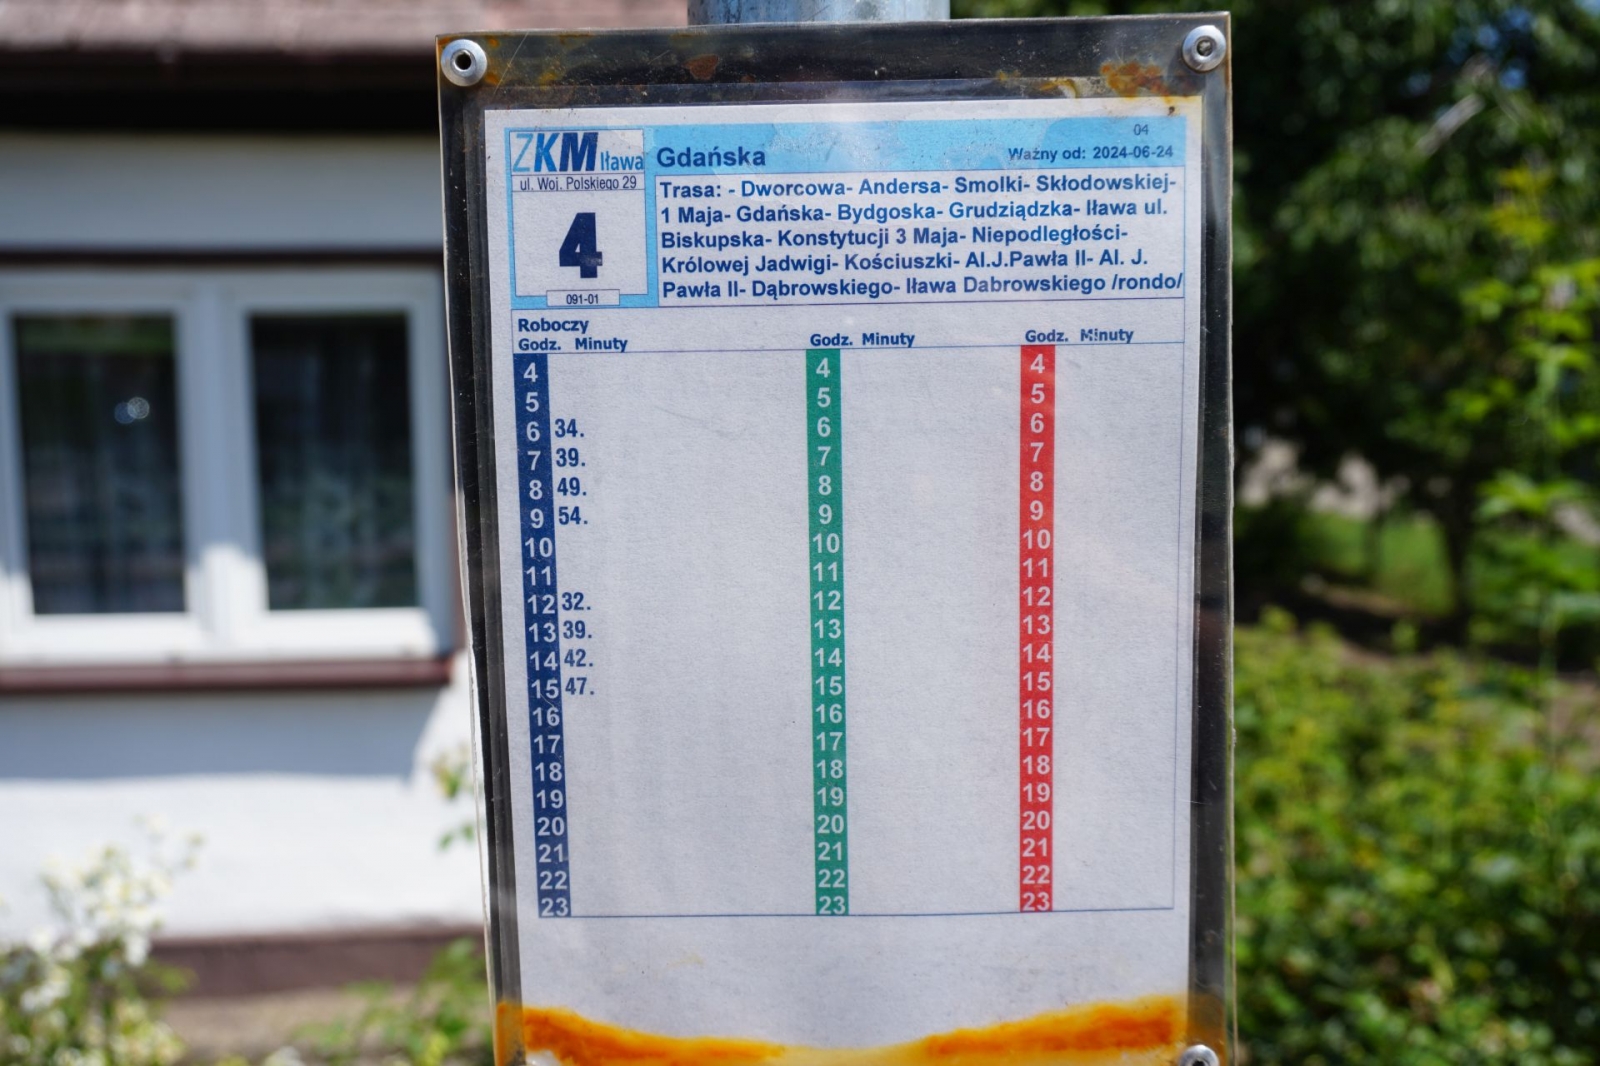 ZKM Iława
ul. Woj. Polskiego 29
4
091-01
04
Gdańska
Ważny od: 2024-06-24
Trasa: - Dworcowa- Andersa- Smolki- Skłodowskiej-
1 Maja- Gdańska- Bydgoska- Grudziądzka- Iława ul.
Biskupska- Konstytucji 3 Maja- Niepodległości-
Królowej Jadwigi- Kościuszki- Al.J.Pawła II- Al. J.
Pawła II- Dąbrowskiego- Iława Dabrowskiego /rondo/
Roboczy
Godz. Minuty Godz. Minuty Godz. Minuty
4 4 4
5 5 5
6 34. 6 6
7 39. 7 7
8 49. 8 8
9 54. 9 9
10 10 10
11 11 11
12 32. 12 12
13 39. 13 13
14 42. 14 14
15 47. 15 15
16 16 16
17 17 17
18 18 18
19 19 19
20 20 20
21 21 21
22 22 22
23 23 23